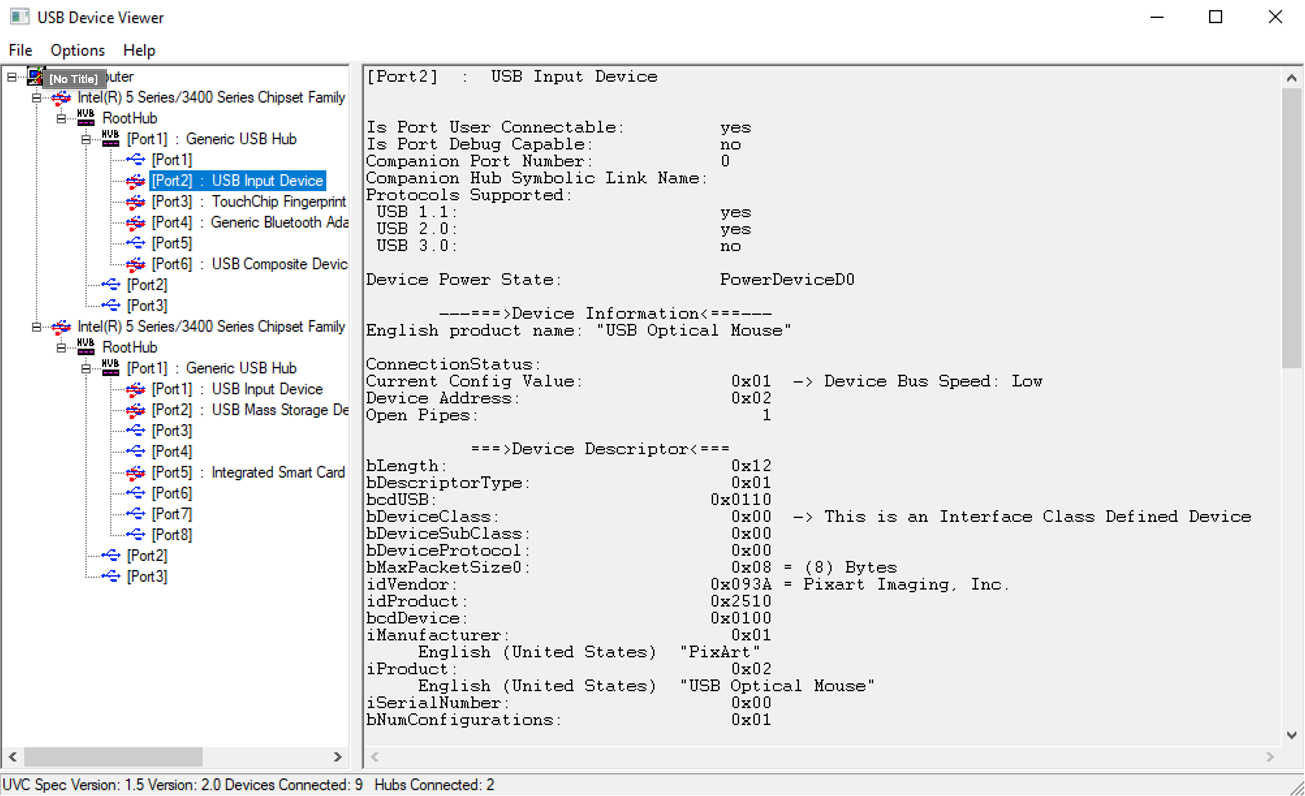 USB Device Viewer
File Options Help
[No Title] puter
Intel(R) 5 Series/3400 Series Chipset Family
HUB RootHub
HUB [Port1] : Generic USB Hub
[Port1]
[Port2] : USB Input Device
[Port3] : TouchChip Fingerprint
[Port4] : Generic Bluetooth Ada
[Port5]
[Port6] : USB Composite Devic
[Port2]
[Port3]
Intel(R) 5 Series/3400 Series Chipset Family
HUB RootHub
HUB [Port1] : Generic USB Hub
[Port1] : USB Input Device
[Port2] : USB Mass Storage De
[Port3]
[Port4]
[Port5] : Integrated Smart Card
[Port6]
[Port7]
[Port8]
[Port2]
[Port3]
[Port2] : USB Input Device
Is Port User Connectable: yes
Is Port Debug Capable: no
Companion Port Number: 0
Companion Hub Symbolic Link Name:
Protocols Supported:
USB 1.1: yes
USB 2.0: yes
USB 3.0: no
Device Power State: PowerDeviceD0
---===>Device Information<===---
English product name: "USB Optical Mouse"
ConnectionStatus:
Current Config Value: 0x01 -> Device Bus Speed: Low
Device Address: 0x02
Open Pipes: 1
===>Device Descriptor<===
bLength: 0x12
bDescriptorType: 0x01
bcdUSB: 0x0110
bDeviceClass: 0x00 -> This is an Interface Class Defined Device
bDeviceSubClass: 0x00
bDeviceProtocol: 0x00
bMaxPacketSize0: 0x08 = (8) Bytes
idVendor: 0x093A = Pixart Imaging, Inc.
idProduct: 0x2510
bcdDevice: 0x0100
iManufacturer: 0x01
English (United States) "PixArt"
iProduct: 0x02
English (United States) "USB Optical Mouse"
iSerialNumber: 0x00
bNumConfigurations: 0x01
UVC Spec Version: 1.5 Version: 2.0 Devices Connected: 9 Hubs Connected: 2